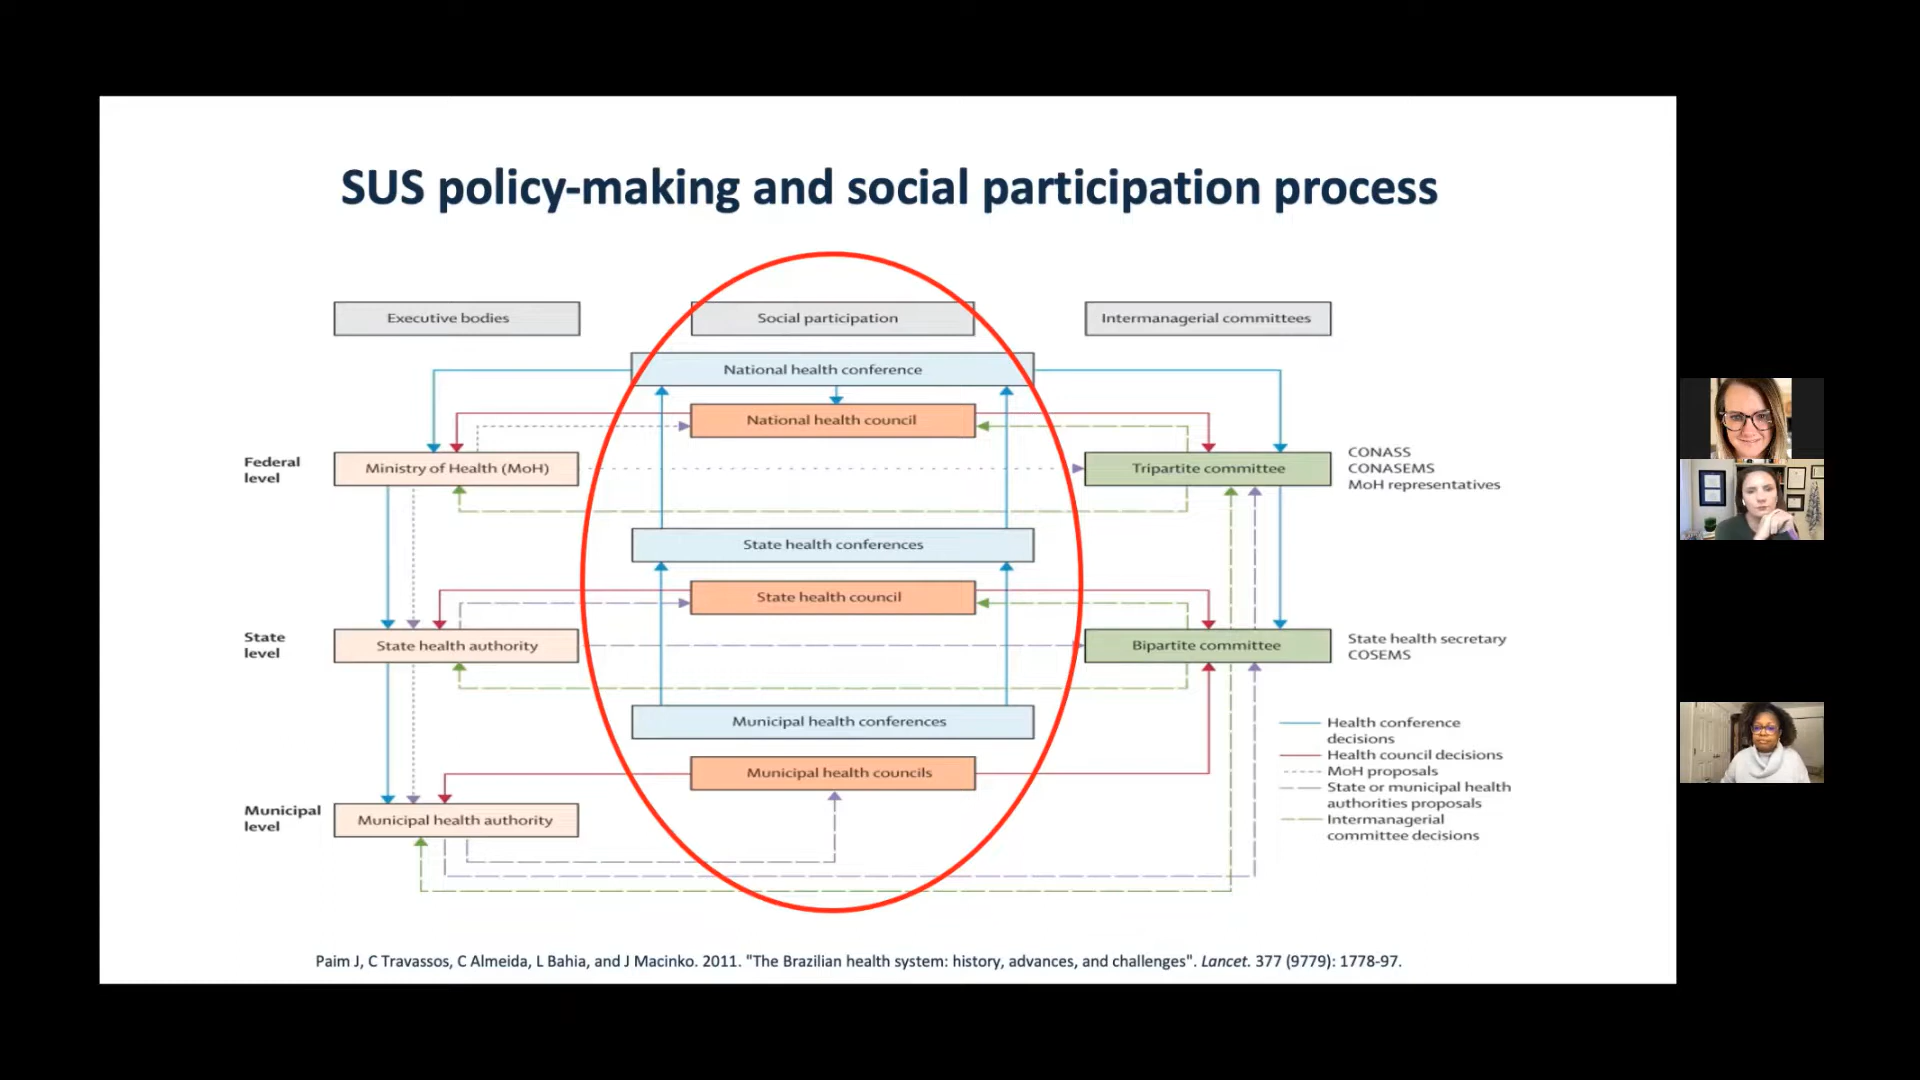 SUS policy-making and social participation process
Executive bodies
Social participation
Intermanagerial committees
National health conference
National health council
Federal
level
Ministry of Health (MoH)
Tripartite committee
CONASS
CONASEMS
MoH representatives
State health conferences
State health council
State
level
State health authority
Bipartite committee
State health secretary
COSEMS
Municipal health conferences
Municipal health councils
Municipal
level
Municipal health authority
Health conference
decisions
Health council decisions
MoH proposals
State or municipal health
authorities proposals
Intermanagerial
committee decisions
Paim J, C Travassos, C Almeida, L Bahia, and J Macinko. 2011. "The Brazilian health system: history, advances, and challenges". Lancet. 377 (9779): 1778-97.